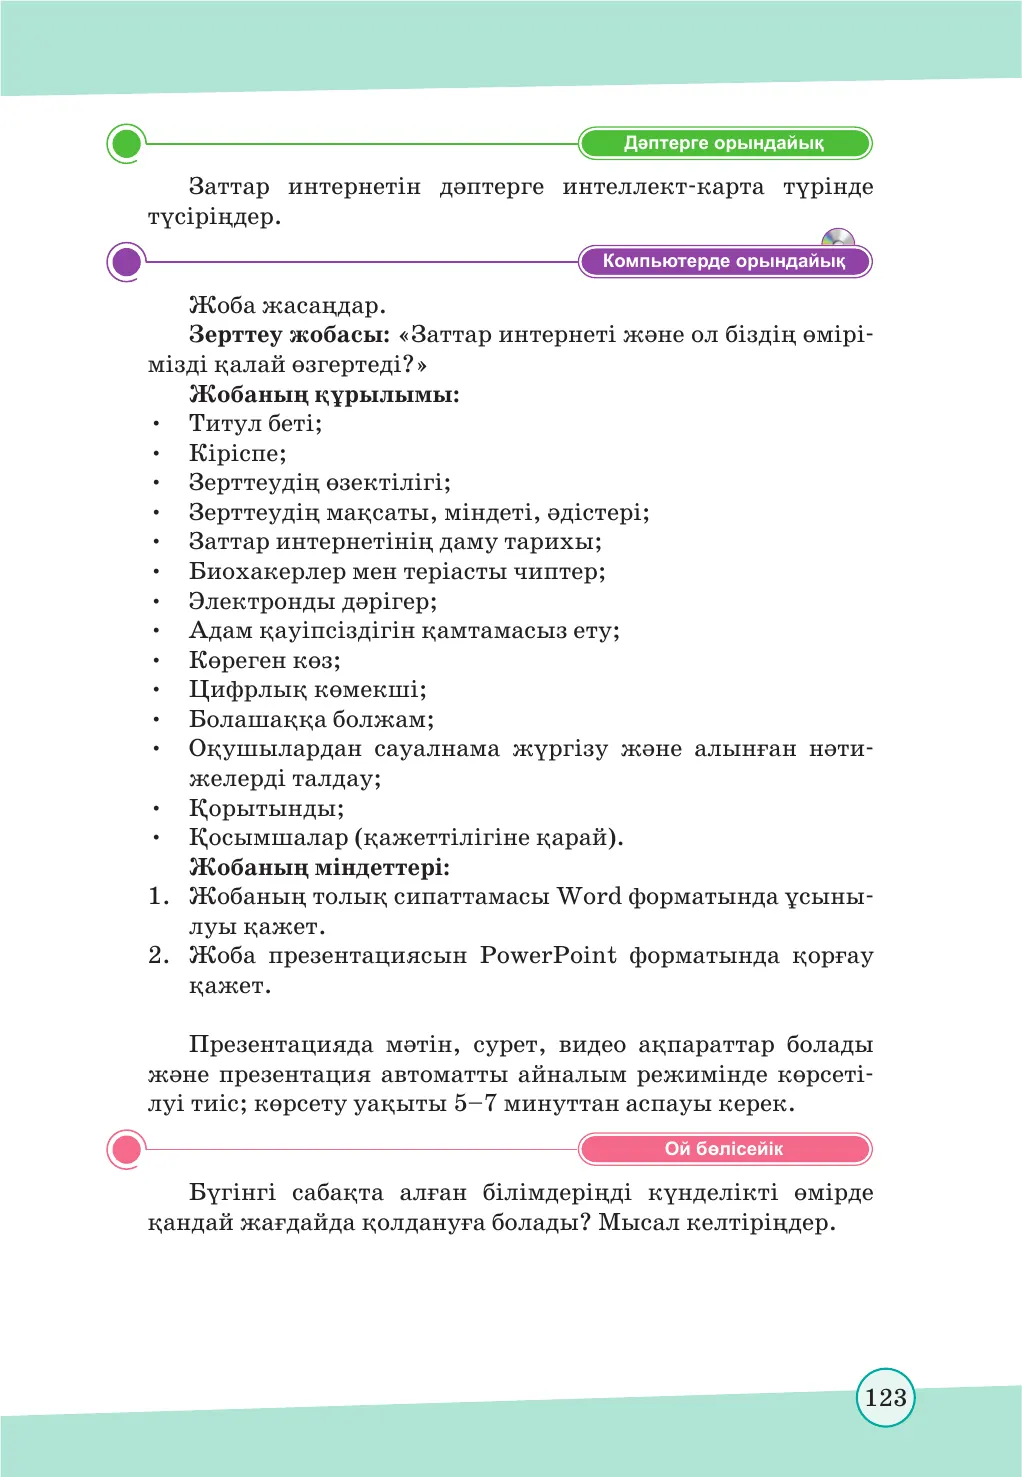 Дәптерге орындайық
Заттар интернетін дәптерге интеллект-карта түрінде
түсіріңдер.
Компьютерде орындайық
Жоба жасаңдар.
Зерттеу жобасы: «Заттар интернеті және ол біздің өмірі-
мізді қалай өзгертеді?»
Жобаның құрылымы:
• Титул беті;
• Кіріспе;
• Зерттеудің өзектілігі;
• Зерттеудің мақсаты, міндеті, әдістері;
• Заттар интернетінің даму тарихы;
• Биохакерлер мен теріасты чиптер;
• Электронды дәрігер;
• Адам қауіпсіздігін қамтамасыз ету;
• Көреген көз;
• Цифрлық көмекші;
• Болашаққа болжам;
• Оқушылардан сауалнама жүргізу және алынған нәти-
желерді талдау;
• Қорытынды;
• Қосымшалар (қажеттілігіне қарай).
Жобаның міндеттері:
1. Жобаның толық сипаттамасы Word форматында ұсыны-
луы қажет.
2. Жоба презентациясын PowerPoint форматында қорғау
қажет.
Презентацияда мәтін, сурет, видео ақпараттар болады
және презентация автоматты айналым режимінде көрсеті-
луі тиіс; көрсету уақыты 5–7 минуттан аспауы керек.
Ой бөлісейік
Бүгінгі сабақта алған білімдеріңді күнделікті өмірде
қандай жағдайда қолдануға болады? Мысал келтіріңдер.
123